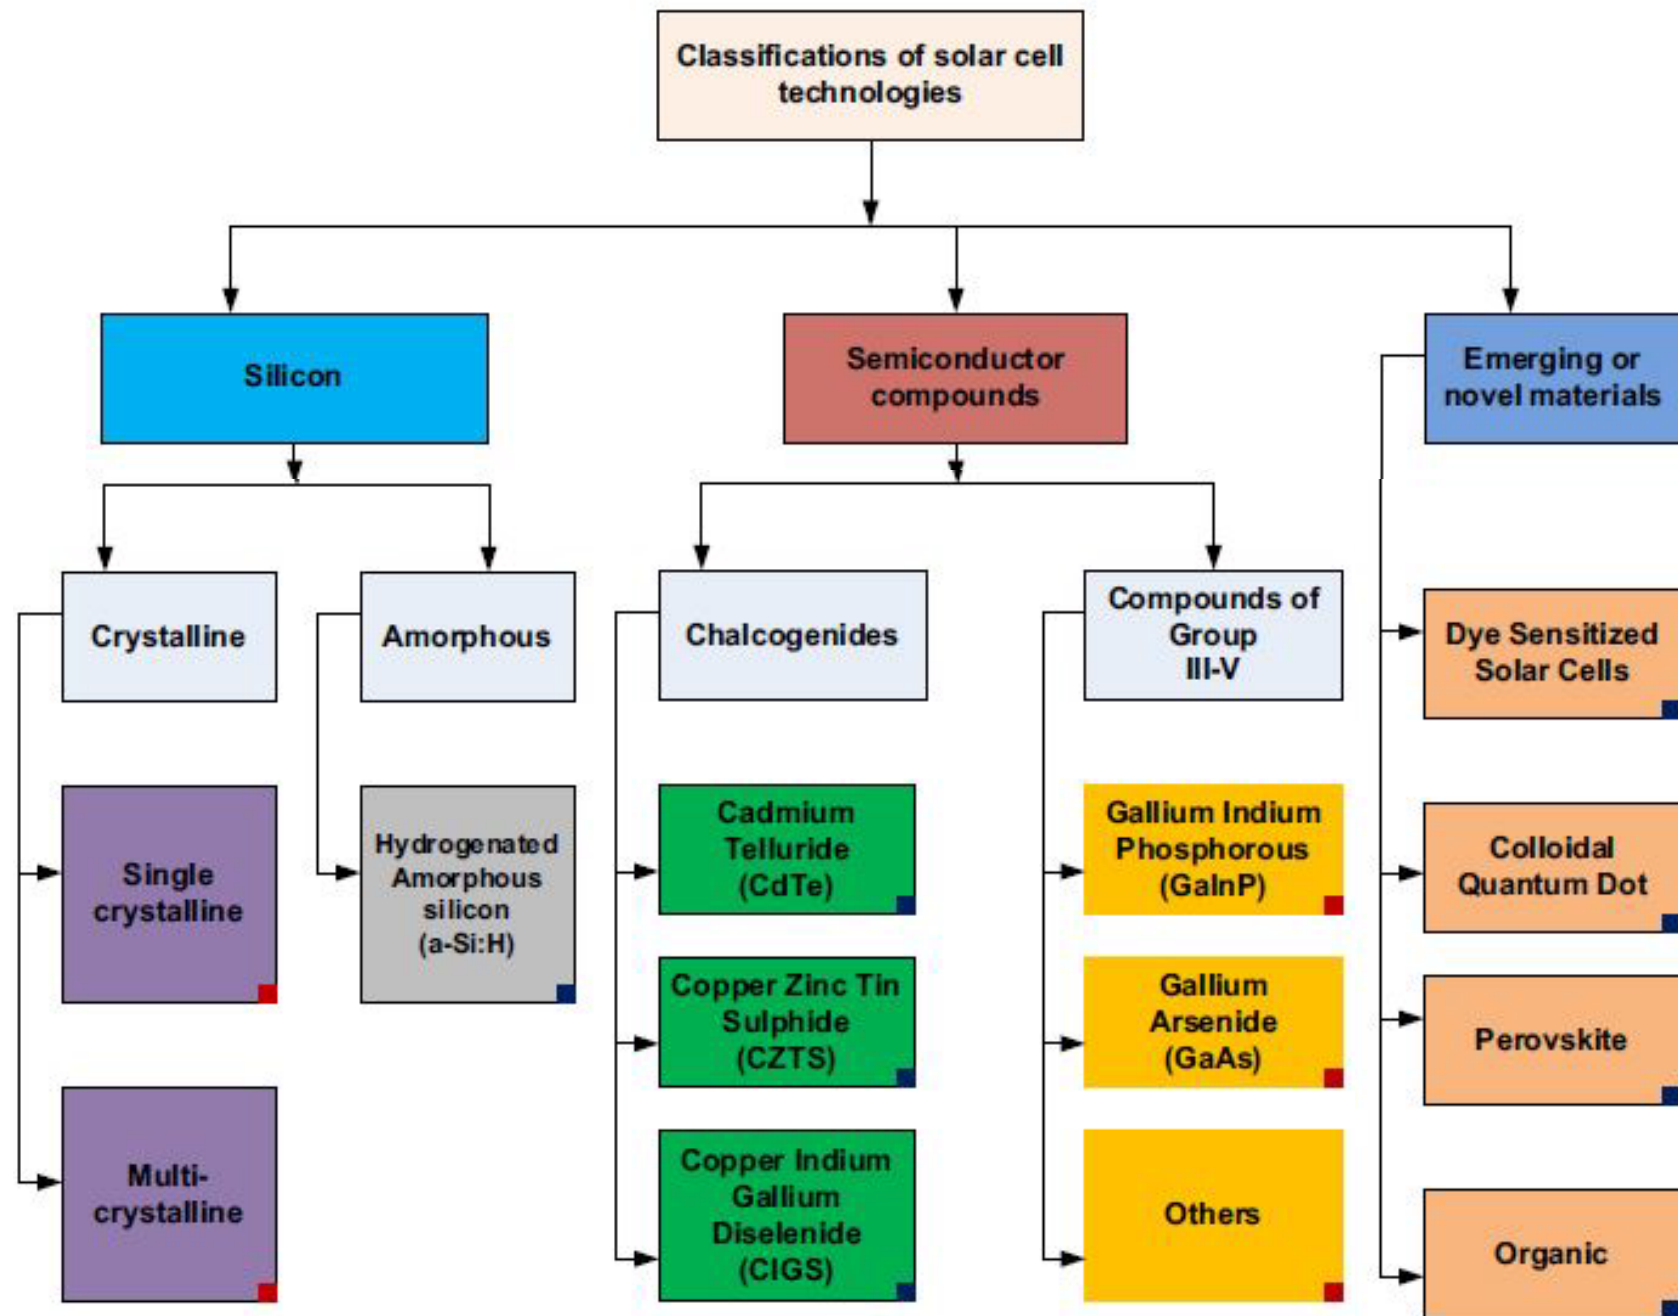 Classifications of solar cell
technologies
Silicon
Semiconductor
compounds
Emerging or
novel materials
Crystalline
Amorphous
Chalcogenides
Compounds of
Group
III-V
Dye Sensitized
Solar Cells
Single
crystalline
Hydrogenated
Amorphous
silicon
(a-Si:H)
Cadmium
Telluride
(CdTe)
Gallium Indium
Phosphorous
(GaInP)
Colloidal
Quantum Dot
Copper Zinc Tin
Sulphide
(CZTS)
Gallium
Arsenide
(GaAs)
Perovskite
Multi-
crystalline
Copper Indium
Gallium
Diselenide
(CIGS)
Others
Organic